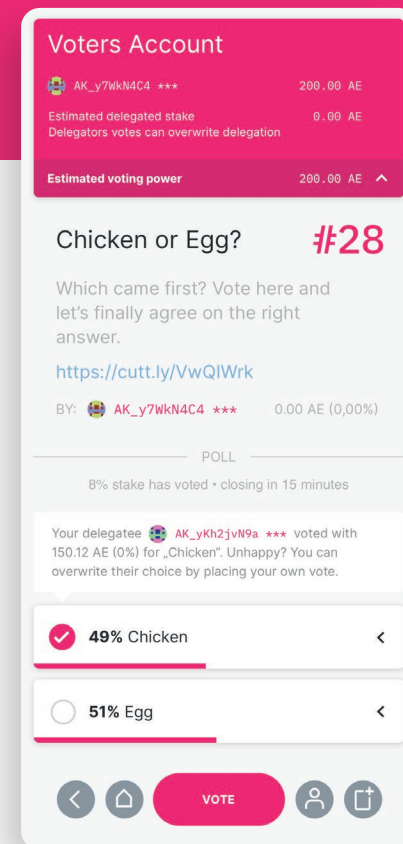 Voters Account
AK_y7WkN4C4 *** 200.00 AE
Estimated delegated stake 0.00 AE
Delegators votes can overwrite delegation
Estimated voting power 200.00 AE
Chicken or Egg? #28
Which came first? Vote here and
let's finally agree on the right
answer.
https://cutt.ly/VwQIWrk
BY: AK_y7WkN4C4 *** 0.00 AE (0,00%)
POLL
8% stake has voted • closing in 15 minutes
Your delegatee AK_yKh2jvN9a *** voted with
150.12 AE (0%) for „Chicken“. Unhappy? You can
overwrite their choice by placing your own vote.
49% Chicken
51% Egg
VOTE